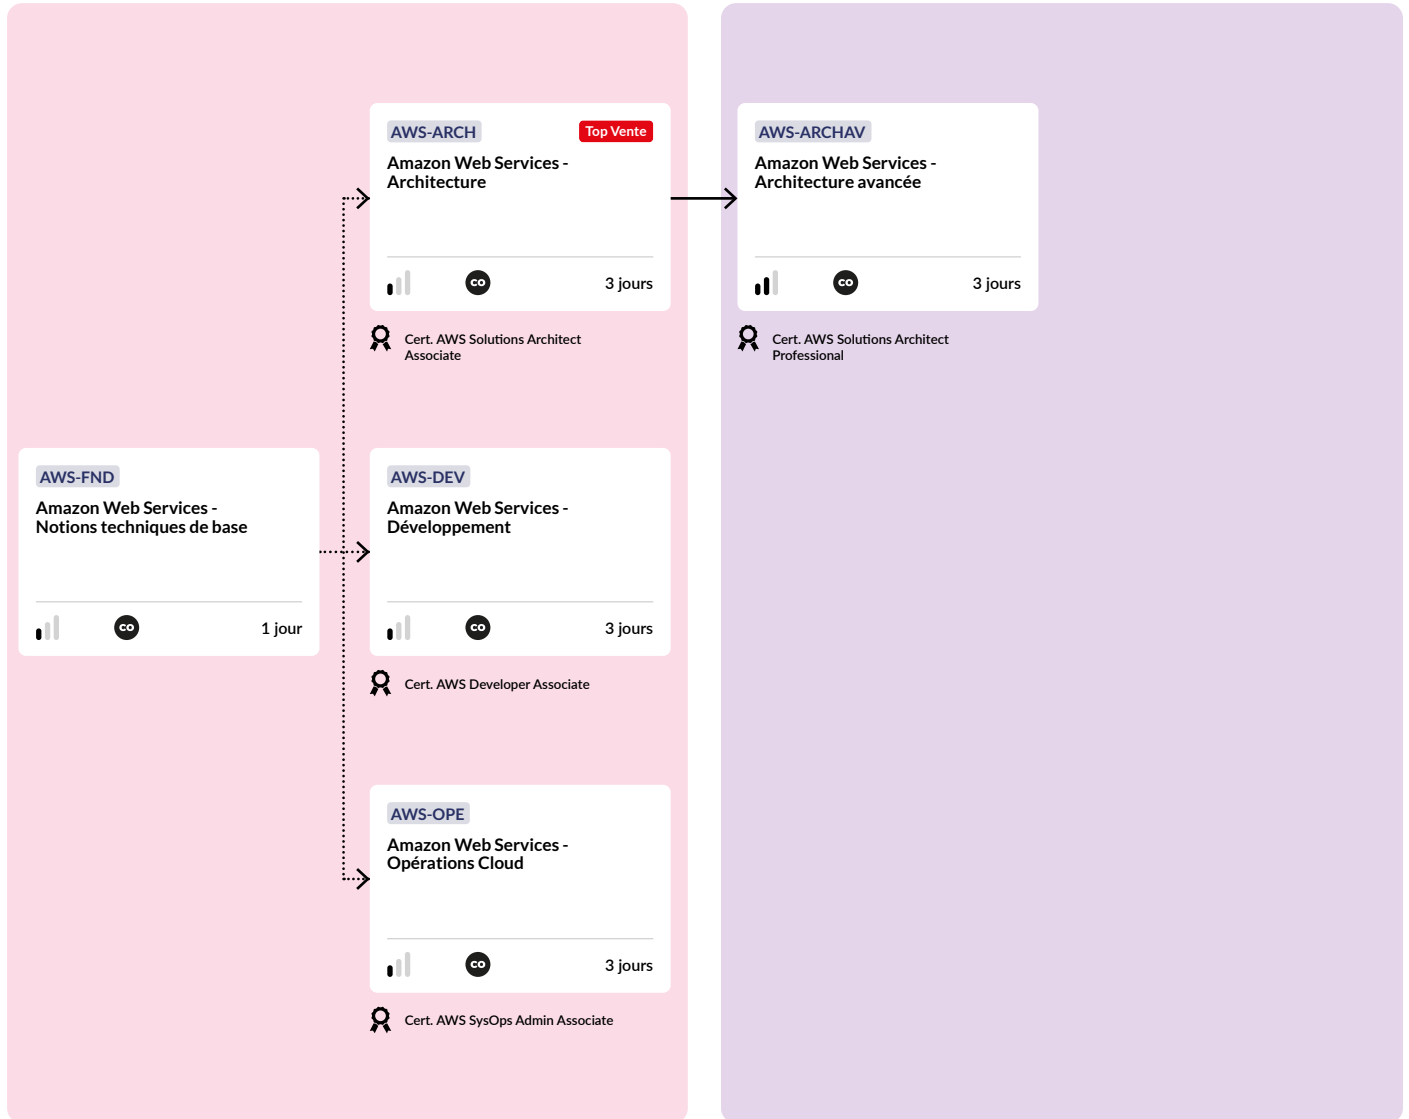 AWS-ARCH
Top Vente
Amazon Web Services -
Architecture
CO
3 jours
Cert. AWS Solutions Architect
Associate
AWS-ARCHAV
Amazon Web Services -
Architecture avancée
CO
3 jours
Cert. AWS Solutions Architect
Professional
AWS-FND
Amazon Web Services -
Notions techniques de base
CO
1 jour
AWS-DEV
Amazon Web Services -
Développement
CO
3 jours
Cert. AWS Developer Associate
AWS-OPE
Amazon Web Services -
Opérations Cloud
CO
3 jours
Cert. AWS SysOps Admin Associate